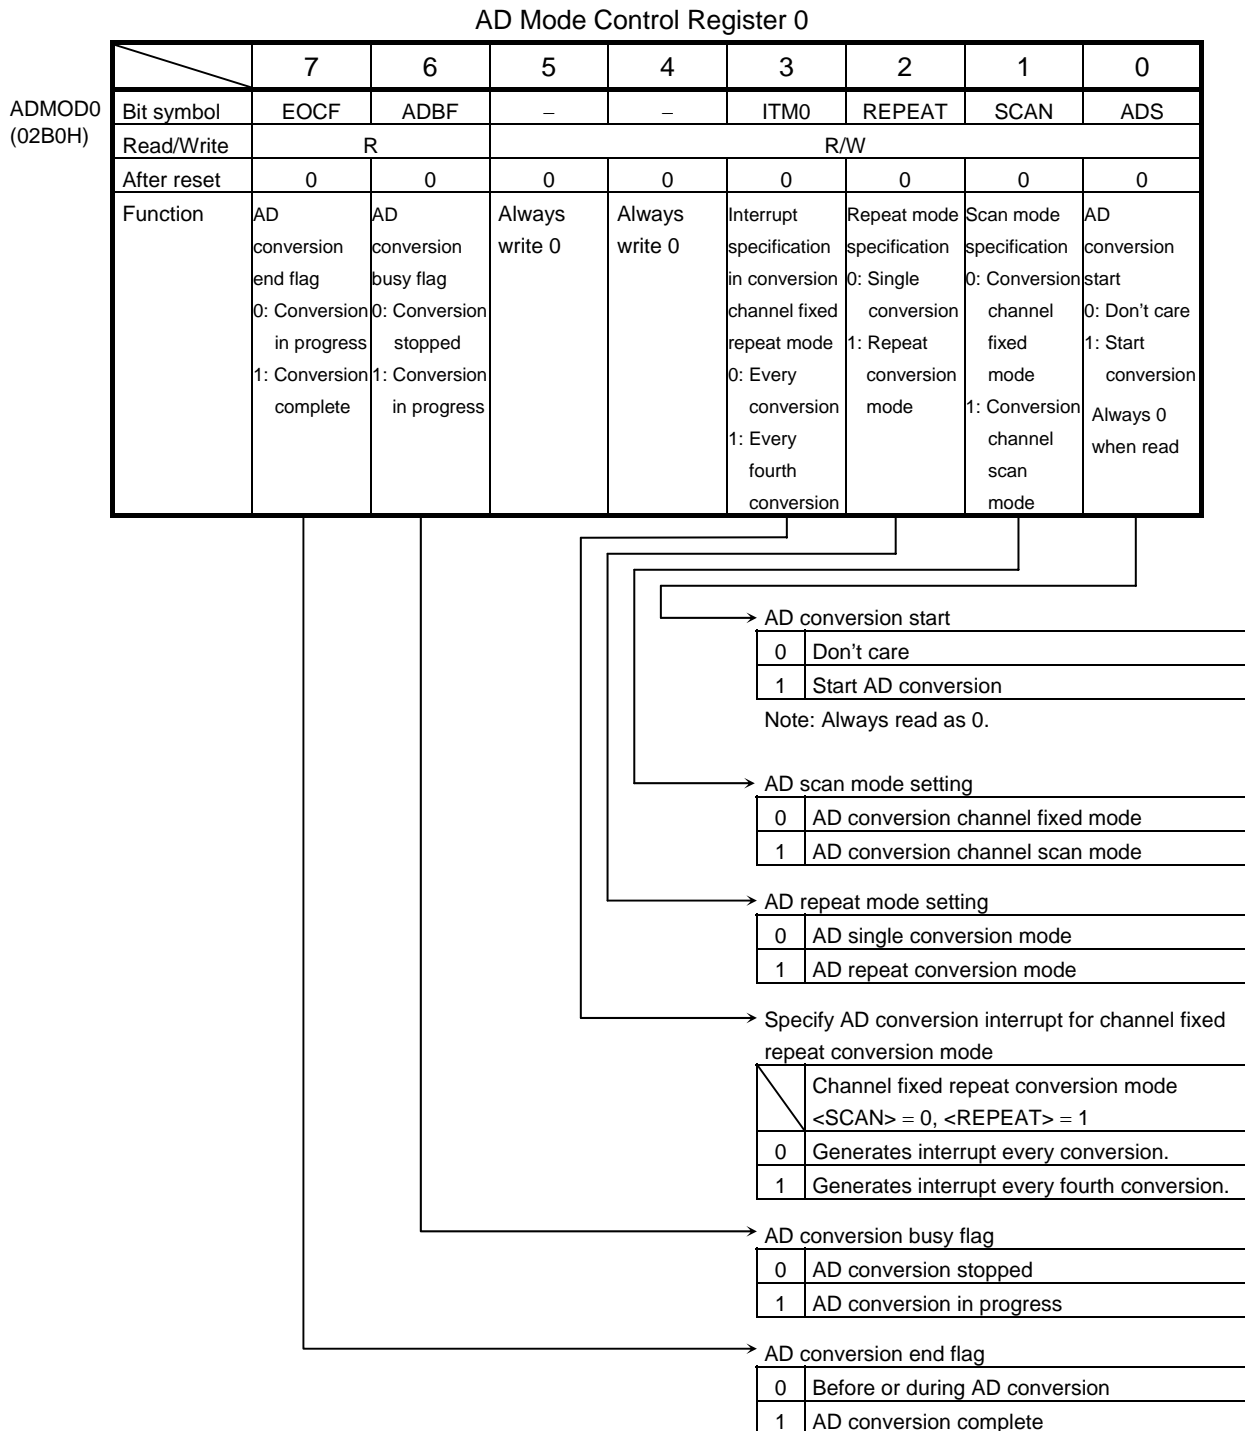 AD Mode Control Register 0
7 6 5 4 3 2 1 0
ADMOD0
(02B0H)
Bit symbol EOCF ADBF – – ITM0 REPEAT SCAN ADS
Read/Write R R/W
After reset 0 0 0 0 0 0 0 0
Function
AD
conversion
end flag
0: Conversion
in progress
1: Conversion
complete
AD
conversion
busy flag
0: Conversion
stopped
1: Conversion
in progress
Always
write 0
Always
write 0
Interrupt
specification
in conversion
channel fixed
repeat mode
0: Every
conversion
1: Every
fourth
conversion
Repeat mode
specification
0: Single
conversion
1: Repeat
conversion
mode
Scan mode
specification
0: Conversion
channel
fixed
mode
1: Conversion
channel
scan
mode
AD
conversion
start
0: Don't care
1: Start
conversion
Always 0
when read
AD conversion start
0 Don't care
1 Start AD conversion
Note: Always read as 0.
AD scan mode setting
0 AD conversion channel fixed mode
1 AD conversion channel scan mode
AD repeat mode setting
0 AD single conversion mode
1 AD repeat conversion mode
Specify AD conversion interrupt for channel fixed
repeat conversion mode
Channel fixed repeat conversion mode
<SCAN> = 0, <REPEAT> = 1
0 Generates interrupt every conversion.
1 Generates interrupt every fourth conversion.
AD conversion busy flag
0 AD conversion stopped
1 AD conversion in progress
AD conversion end flag
0 Before or during AD conversion
1 AD conversion complete